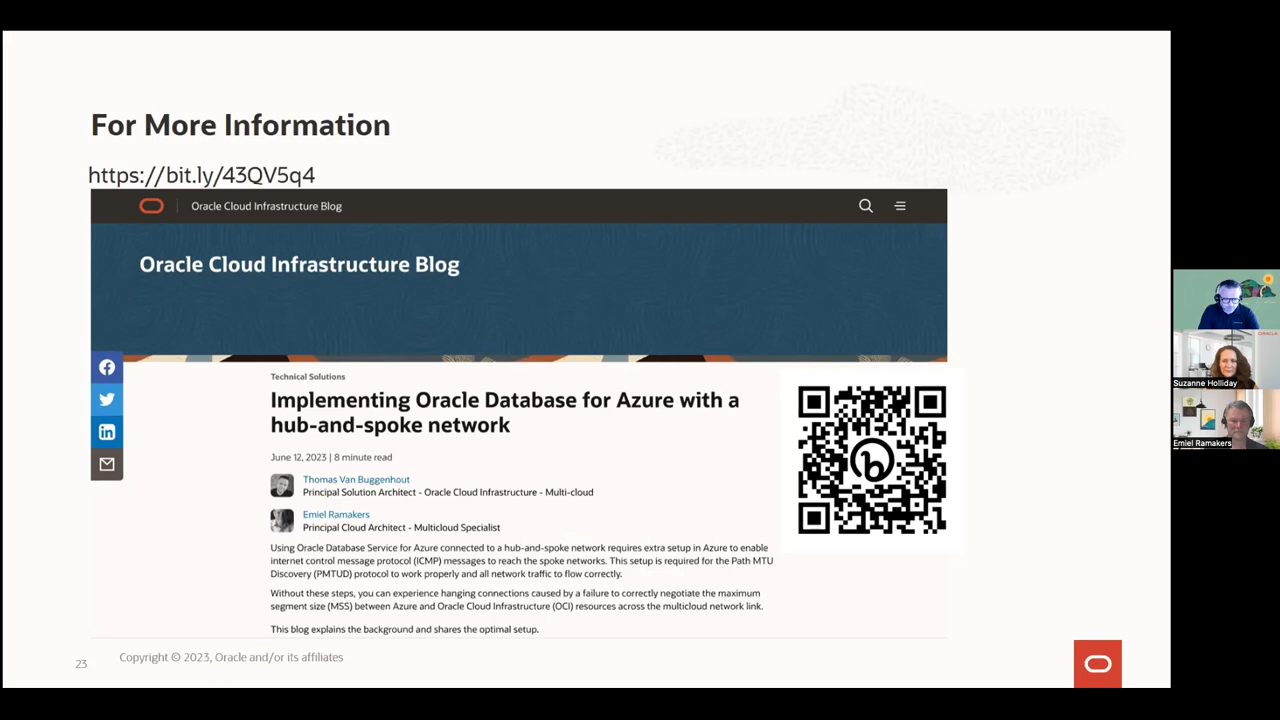 For More Information
https://bit.ly/43QV5q4
Oracle Cloud Infrastructure Blog
Oracle Cloud Infrastructure Blog
Technical Solutions
Implementing Oracle Database for Azure with a
hub-and-spoke network
June 12, 2023 | 8 minute read
Thomas Van Buggenhout
Principal Solution Architect - Oracle Cloud Infrastructure - Multi-cloud
Emiel Ramakers
Principal Cloud Architect - Multicloud Specialist
Using Oracle Database Service for Azure connected to a hub-and-spoke network requires extra setup in Azure to enable
internet control message protocol (ICMP) messages to reach the spoke networks. This setup is required for the Path MTU
Discovery (PMTUD) protocol to work properly and all network traffic to flow correctly.
Without these steps, you can experience hanging connections caused by a failure to correctly negotiate the maximum
segment size (MSS) between Azure and Oracle Cloud Infrastructure (OCI) resources across the multicloud network link.
This blog explains the background and shares the optimal setup.
23
Copyright © 2023, Oracle and/or its affiliates
ORACLE
Suzanne Holliday
Emiel Ramakers